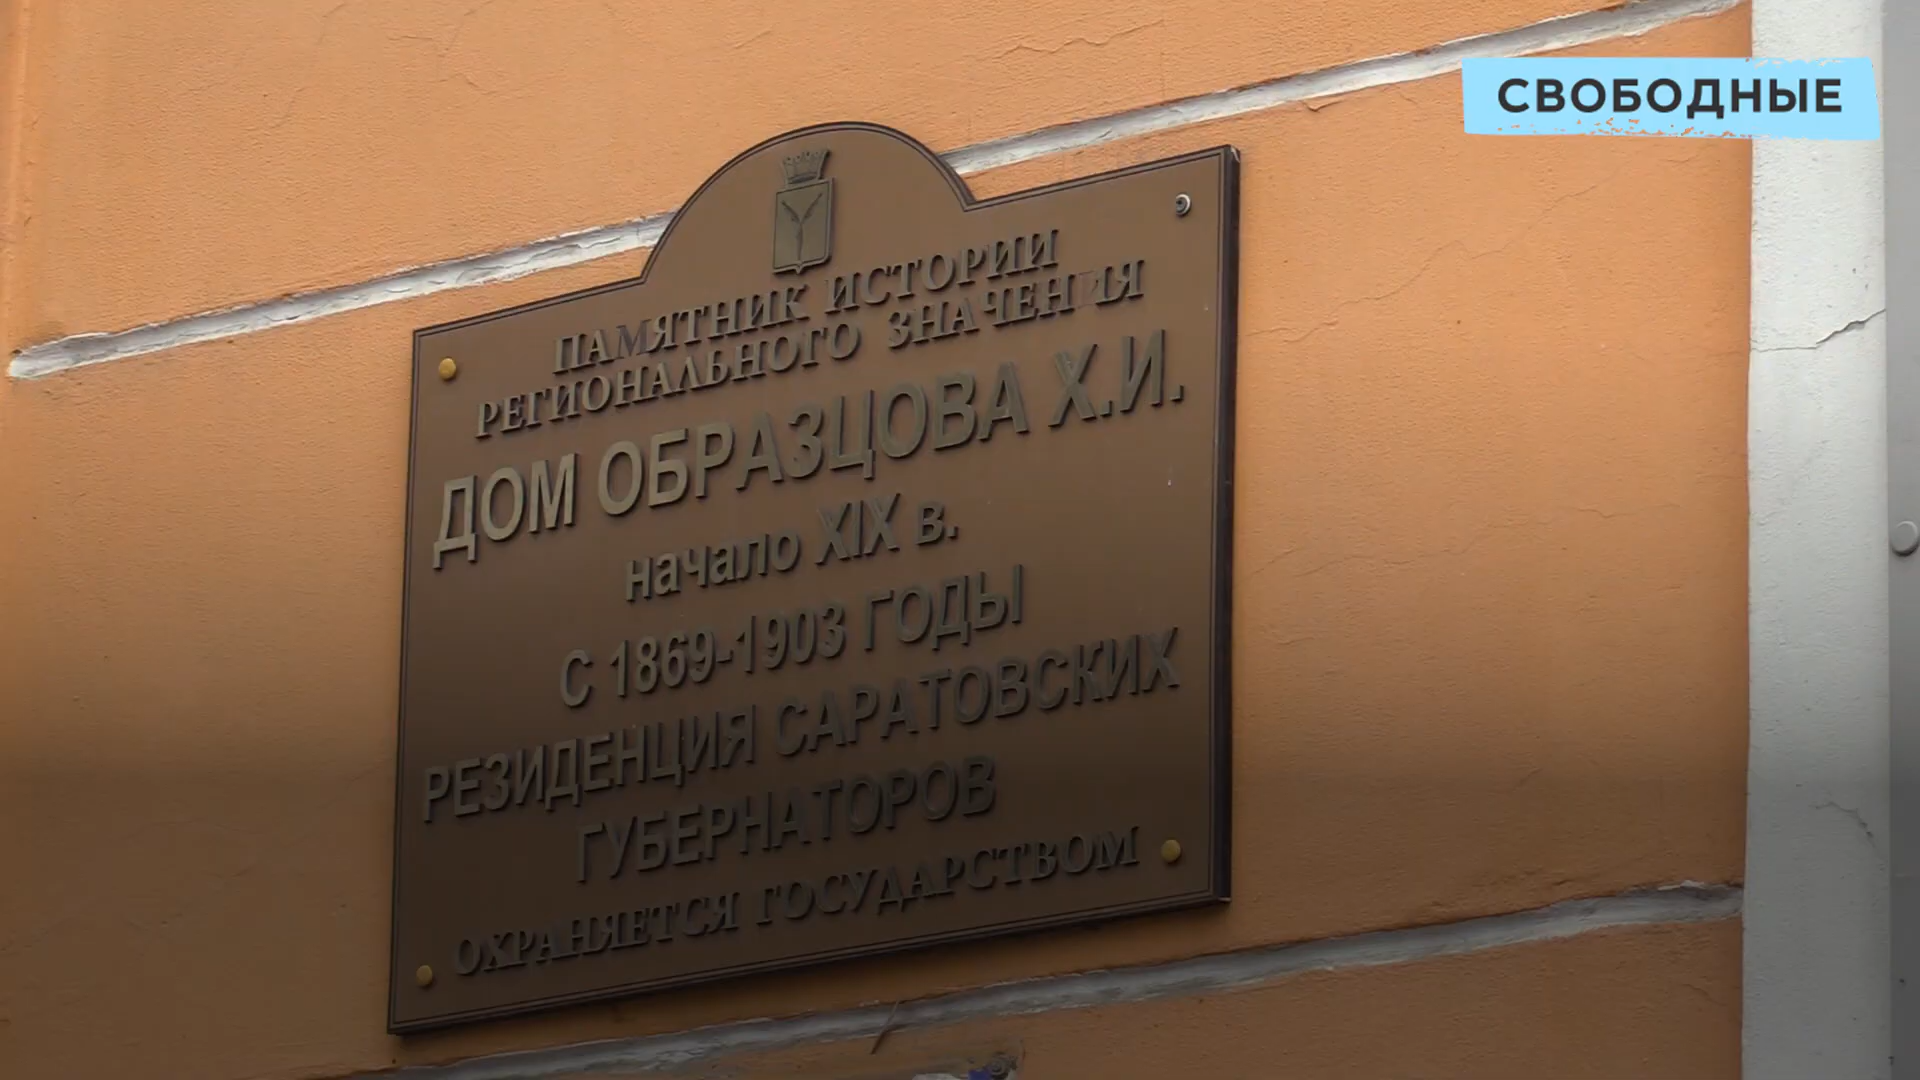 СВОБОДНЫЕ
ПАМЯТНИК ИСТОРИИ
РЕГИОНАЛЬНОГО ЗНАЧЕНИЯ
ДОМ ОБРАЗЦОВА Х.И.
начало XIX в.
С 1869-1903 ГОДЫ
РЕЗИДЕНЦИЯ САРАТОВСКИХ
ГУБЕРНАТОРОВ
ОХРАНЯЕТСЯ ГОСУДАРСТВОМ